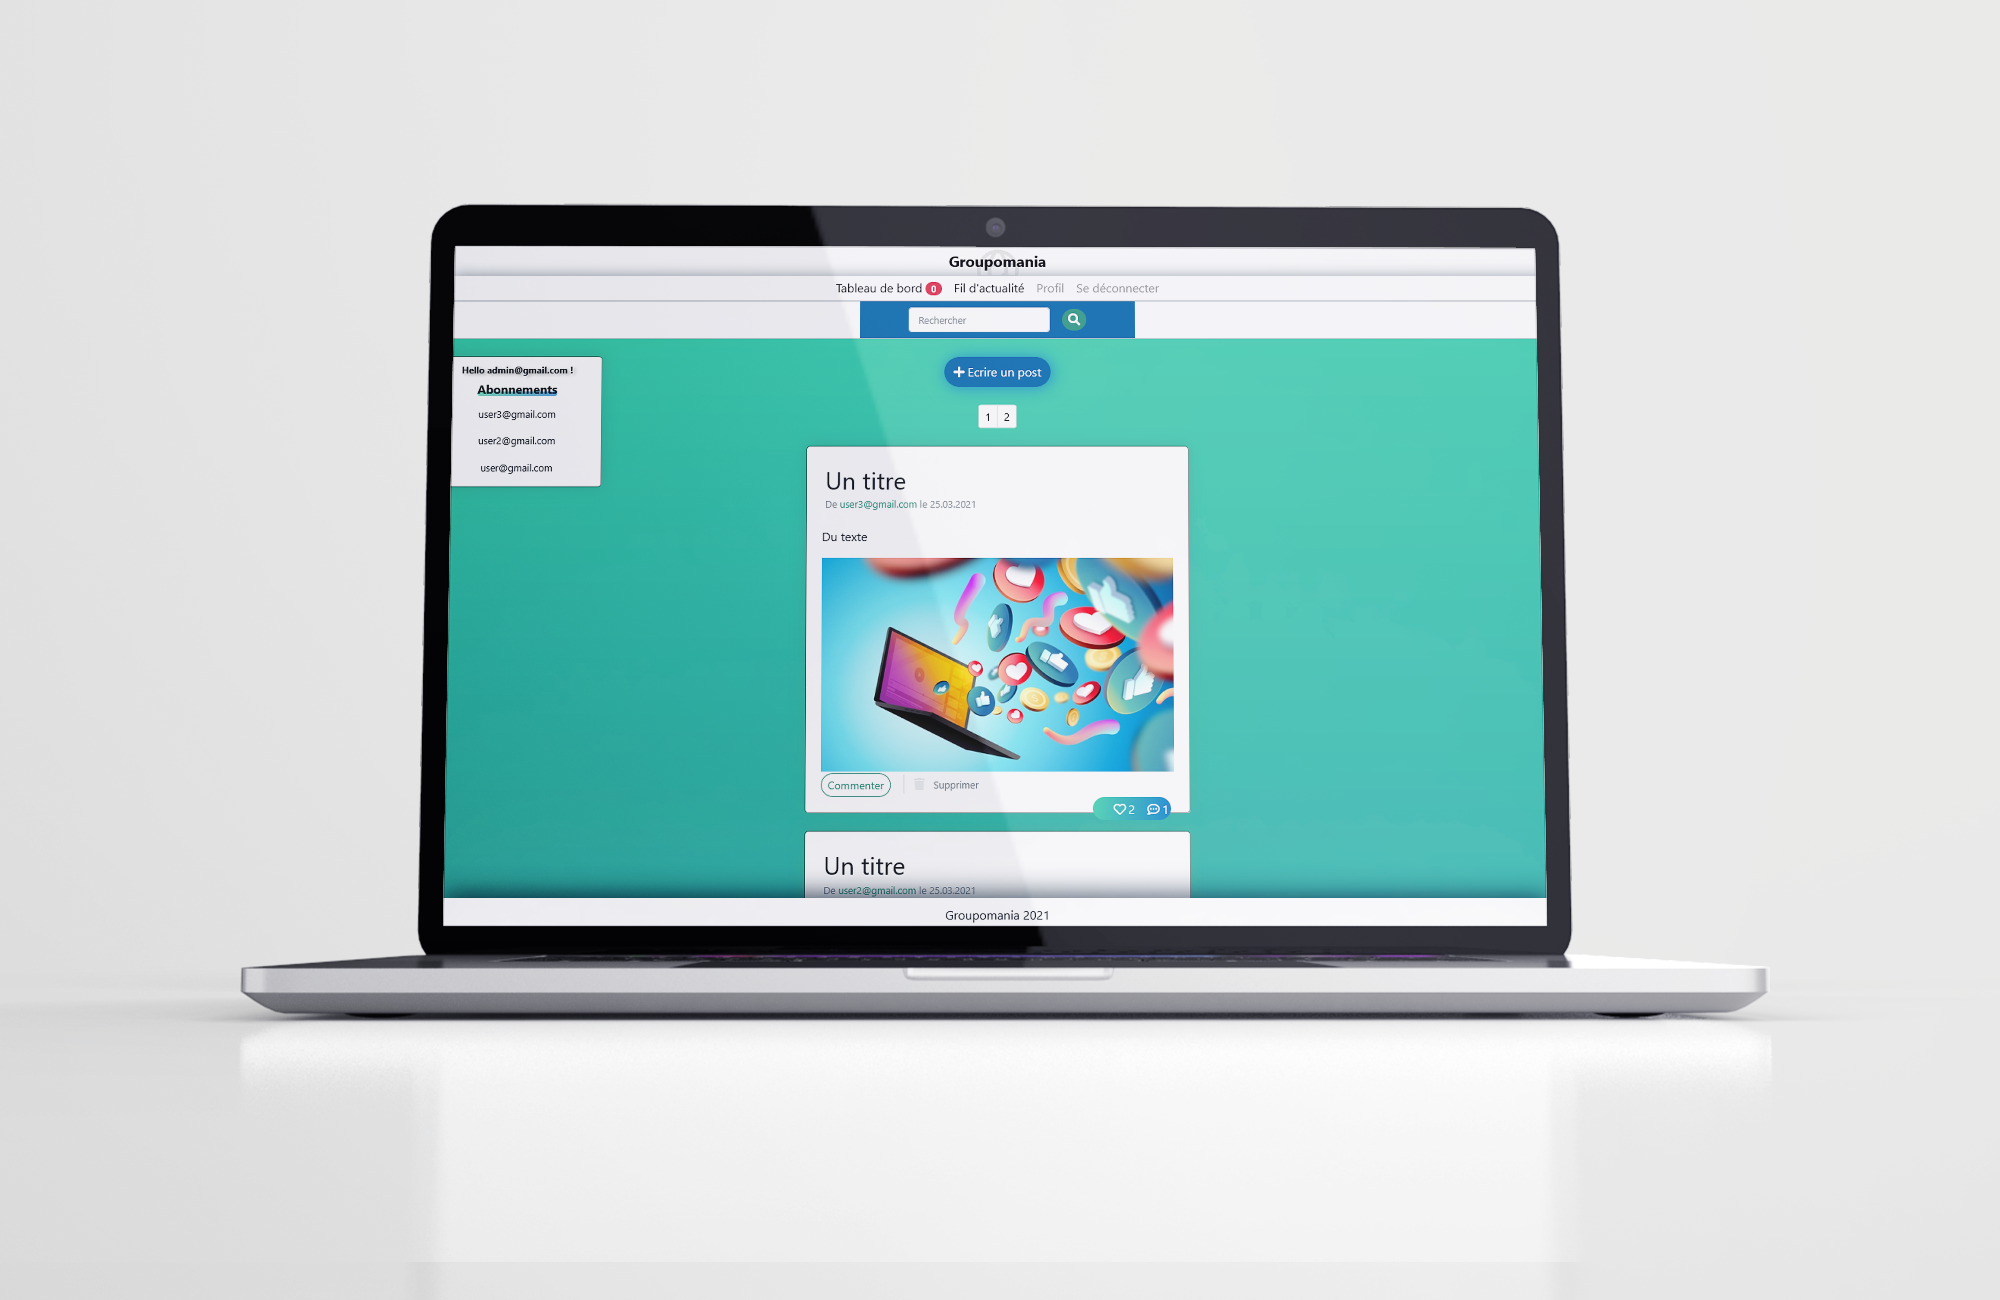 Groupomania
Tableau de bord 0 Fil d'actualité Profil Se déconnecter
Rechercher
Hello admin@gmail.com !
Abonnements
user3@gmail.com
user2@gmail.com
user@gmail.com
+ Ecrire un post
1 2
Un titre
De user3@gmail.com le 25.03.2021
Du texte
Commenter Supprimer
2 1
Un titre
De user2@gmail.com le 25.03.2021
Groupomania 2021